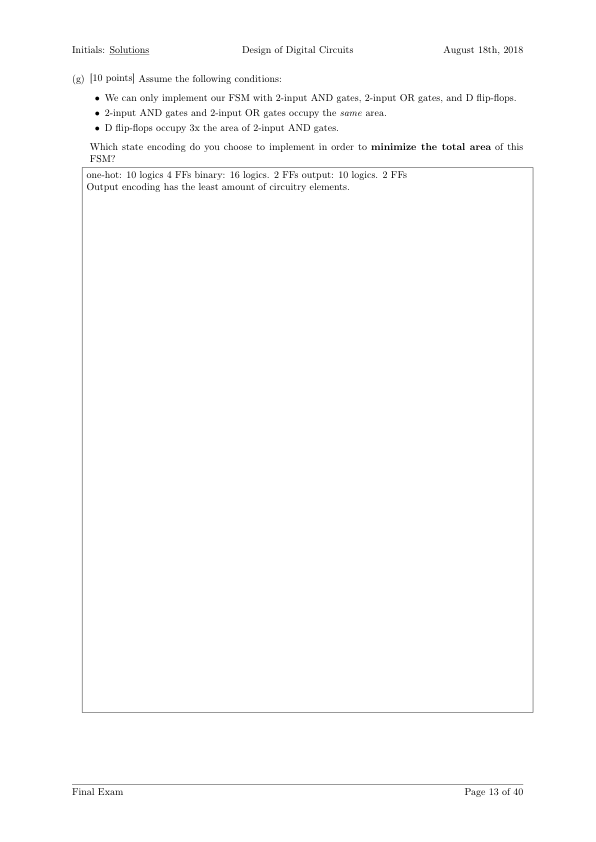 Initials: Solutions Design of Digital Circuits August 18th, 2018
(g) [10 points] Assume the following conditions:
• We can only implement our FSM with 2-input AND gates, 2-input OR gates, and D flip-flops.
• 2-input AND gates and 2-input OR gates occupy the same area.
• D flip-flops occupy 3x the area of 2-input AND gates.
Which state encoding do you choose to implement in order to minimize the total area of this
FSM?
one-hot: 10 logics 4 FFs binary: 16 logics. 2 FFs output: 10 logics. 2 FFs
Output encoding has the least amount of circuitry elements.
Final Exam Page 13 of 40